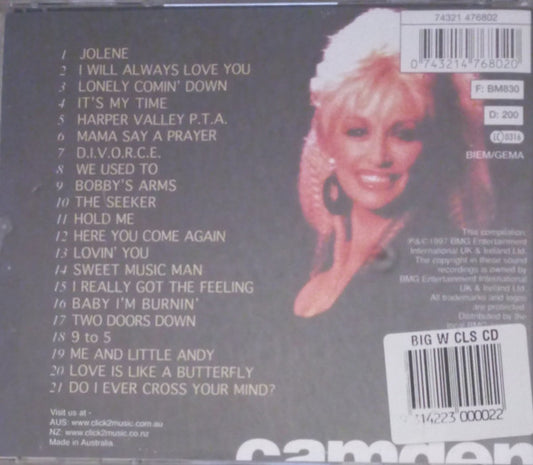 1 JOLENE
2 I WILL ALWAYS LOVE YOU
3 LONELY COMIN' DOWN
4 IT'S MY TIME
5 HARPER VALLEY P.T.A.
6 MAMA SAY A PRAYER
7 D.I.V.O.R.C.E.
8 WE USED TO
9 BOBBY'S ARMS
10 THE SEEKER
11 HOLD ME
12 HERE YOU COME AGAIN
13 LOVIN' YOU
14 SWEET MUSIC MAN
15 I REALLY GOT THE FEELING
16 BABY I'M BURNIN'
17 TWO DOORS DOWN
18 9 to 5
19 ME AND LITTLE ANDY
20 LOVE IS LIKE A BUTTERFLY
21 DO I EVER CROSS YOUR MIND?
Visit us at -
AUS: www.click2music.com.au
NZ: www.click2music.co.nz
Made in Australia
74321 476802
0 743214 768020
F: BM830
D: 200
LC 0316
BIEM/GEMA
This compilation
℗&© 1997 BMG Entertainment
International UK & Ireland Ltd.
The copyright in these sound
recordings is owned by
BMG Entertainment International
UK & Ireland Ltd.
All trademarks and logos
are protected.
Distributed by the
local BMG
BIG W CLS CD
14223 000022
camden